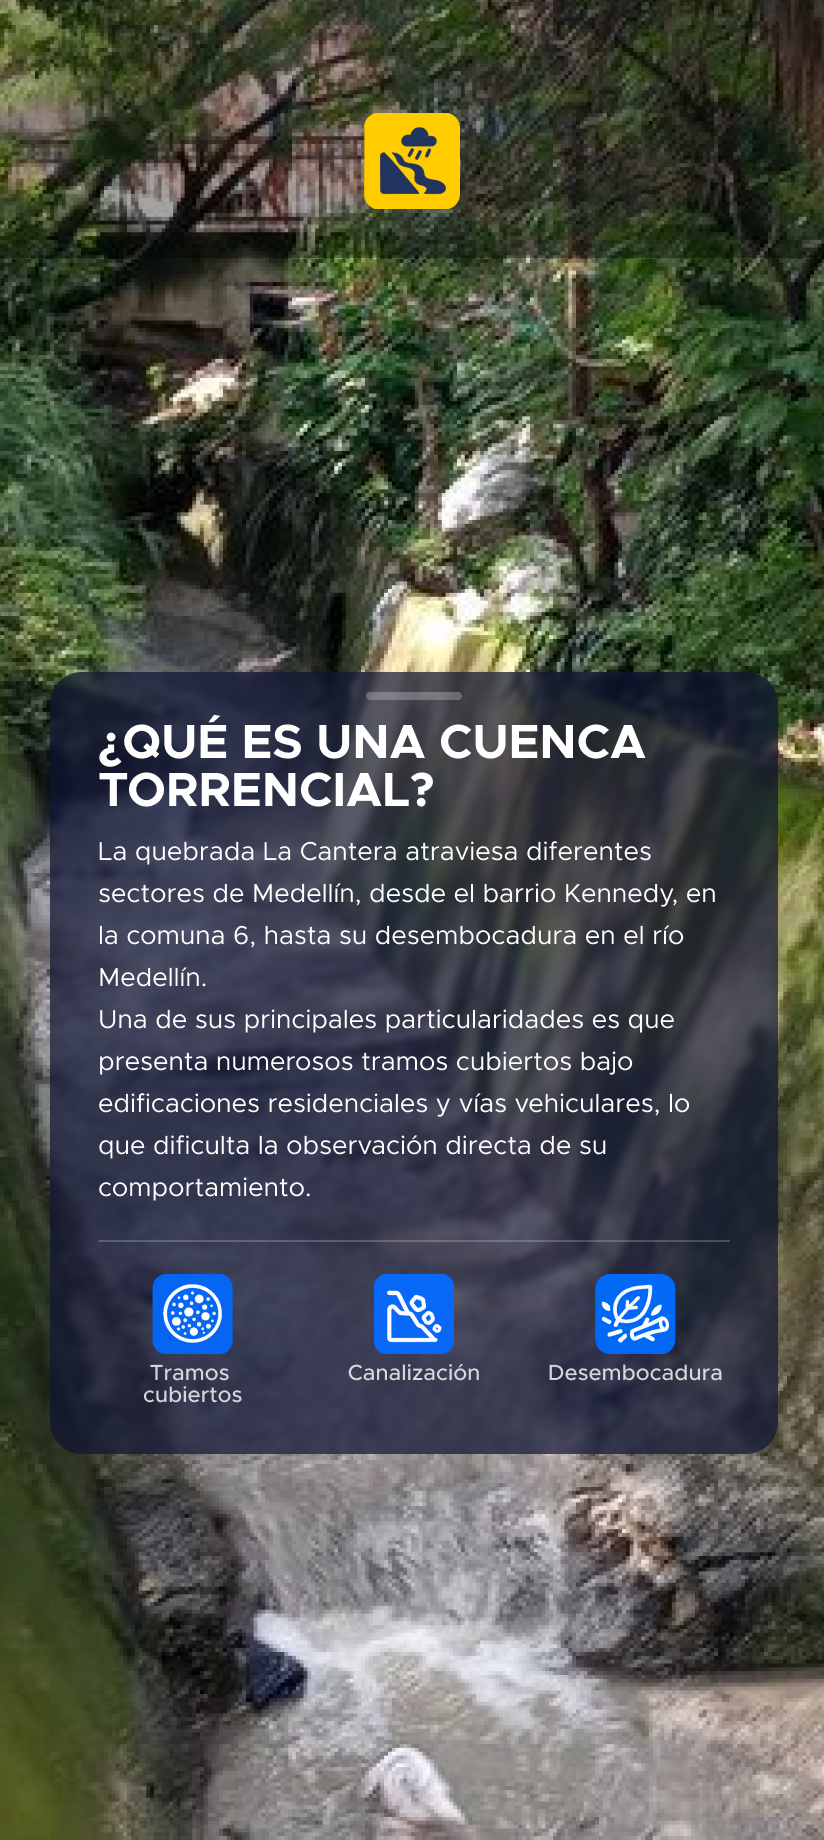 ¿QUÉ ES UNA CUENCA
TORRENCIAL?
La quebrada La Cantera atraviesa diferentes
sectores de Medellín, desde el barrio Kennedy, en
la comuna 6, hasta su desembocadura en el río
Medellín.
Una de sus principales particularidades es que
presenta numerosos tramos cubiertos bajo
edificaciones residenciales y vías vehiculares, lo
que dificulta la observación directa de su
comportamiento.
Tramos
cubiertos
Canalización
Desembocadura